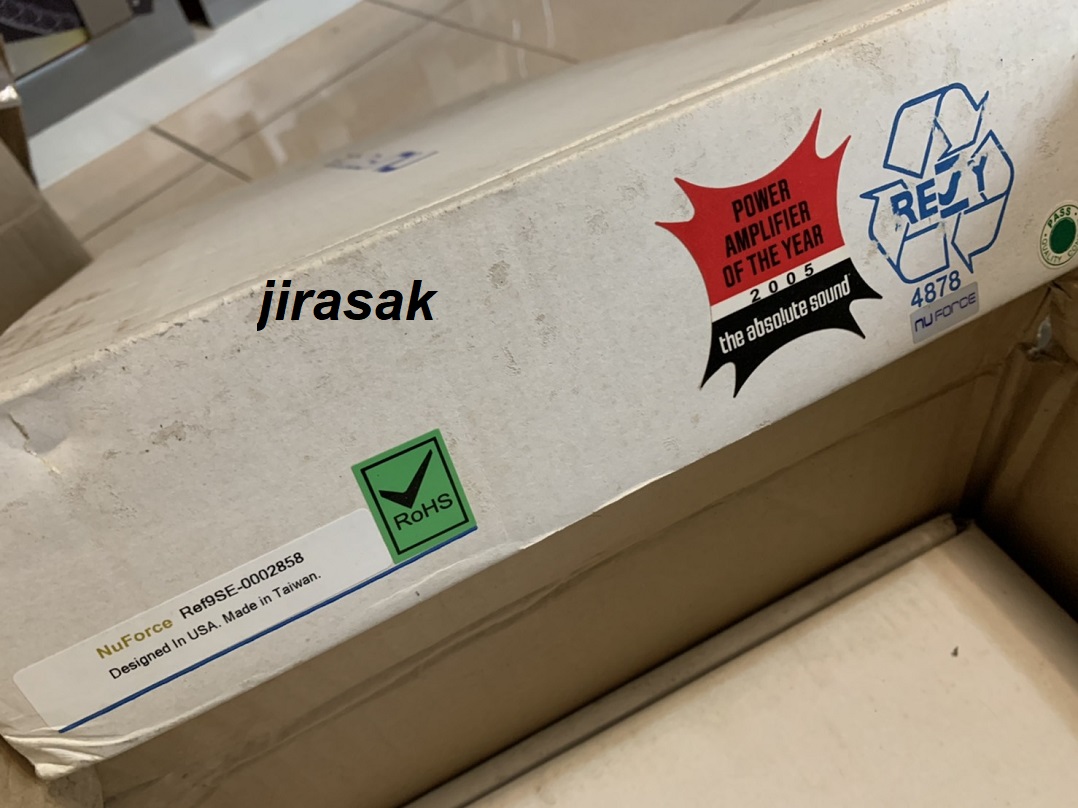 POWER
AMPLIFIER
OF THE YEAR
2005
the absolute sound
RESY
4878
NUFORCE
PASS
jirasak
RoHS
NuForce Ref9SE-0002858
Designed In USA. Made in Taiwan.